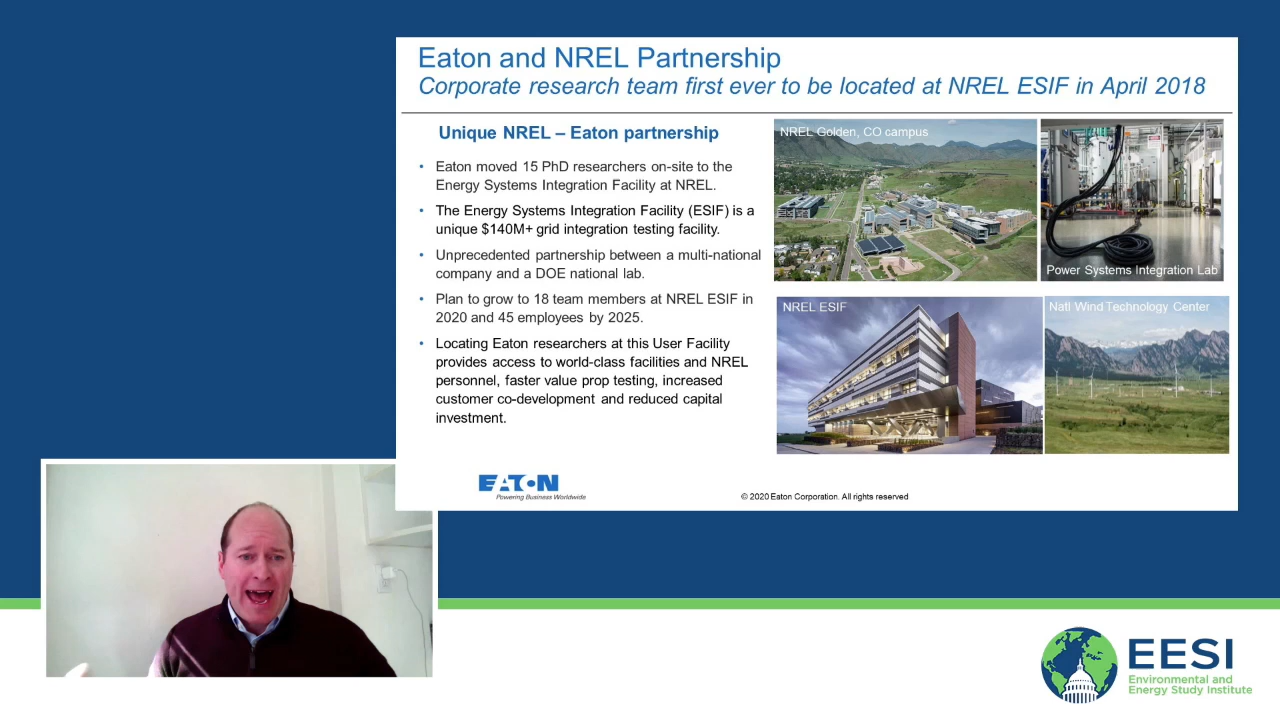 Eaton and NREL Partnership
Corporate research team first ever to be located at NREL ESIF in April 2018
Unique NREL – Eaton partnership
• Eaton moved 15 PhD researchers on-site to the
Energy Systems Integration Facility at NREL.
• The Energy Systems Integration Facility (ESIF) is a
unique $140M+ grid integration testing facility.
• Unprecedented partnership between a multi-national
company and a DOE national lab.
• Plan to grow to 18 team members at NREL ESIF in
2020 and 45 employees by 2025.
• Locating Eaton researchers at this User Facility
provides access to world-class facilities and NREL
personnel, faster value prop testing, increased
customer co-development and reduced capital
investment.
NREL Golden, CO campus
Power Systems Integration Lab
NREL ESIF
Natl Wind Technology Center
EATON
Powering Business Worldwide
© 2020 Eaton Corporation. All rights reserved
EESI
Environmental and
Energy Study Institute